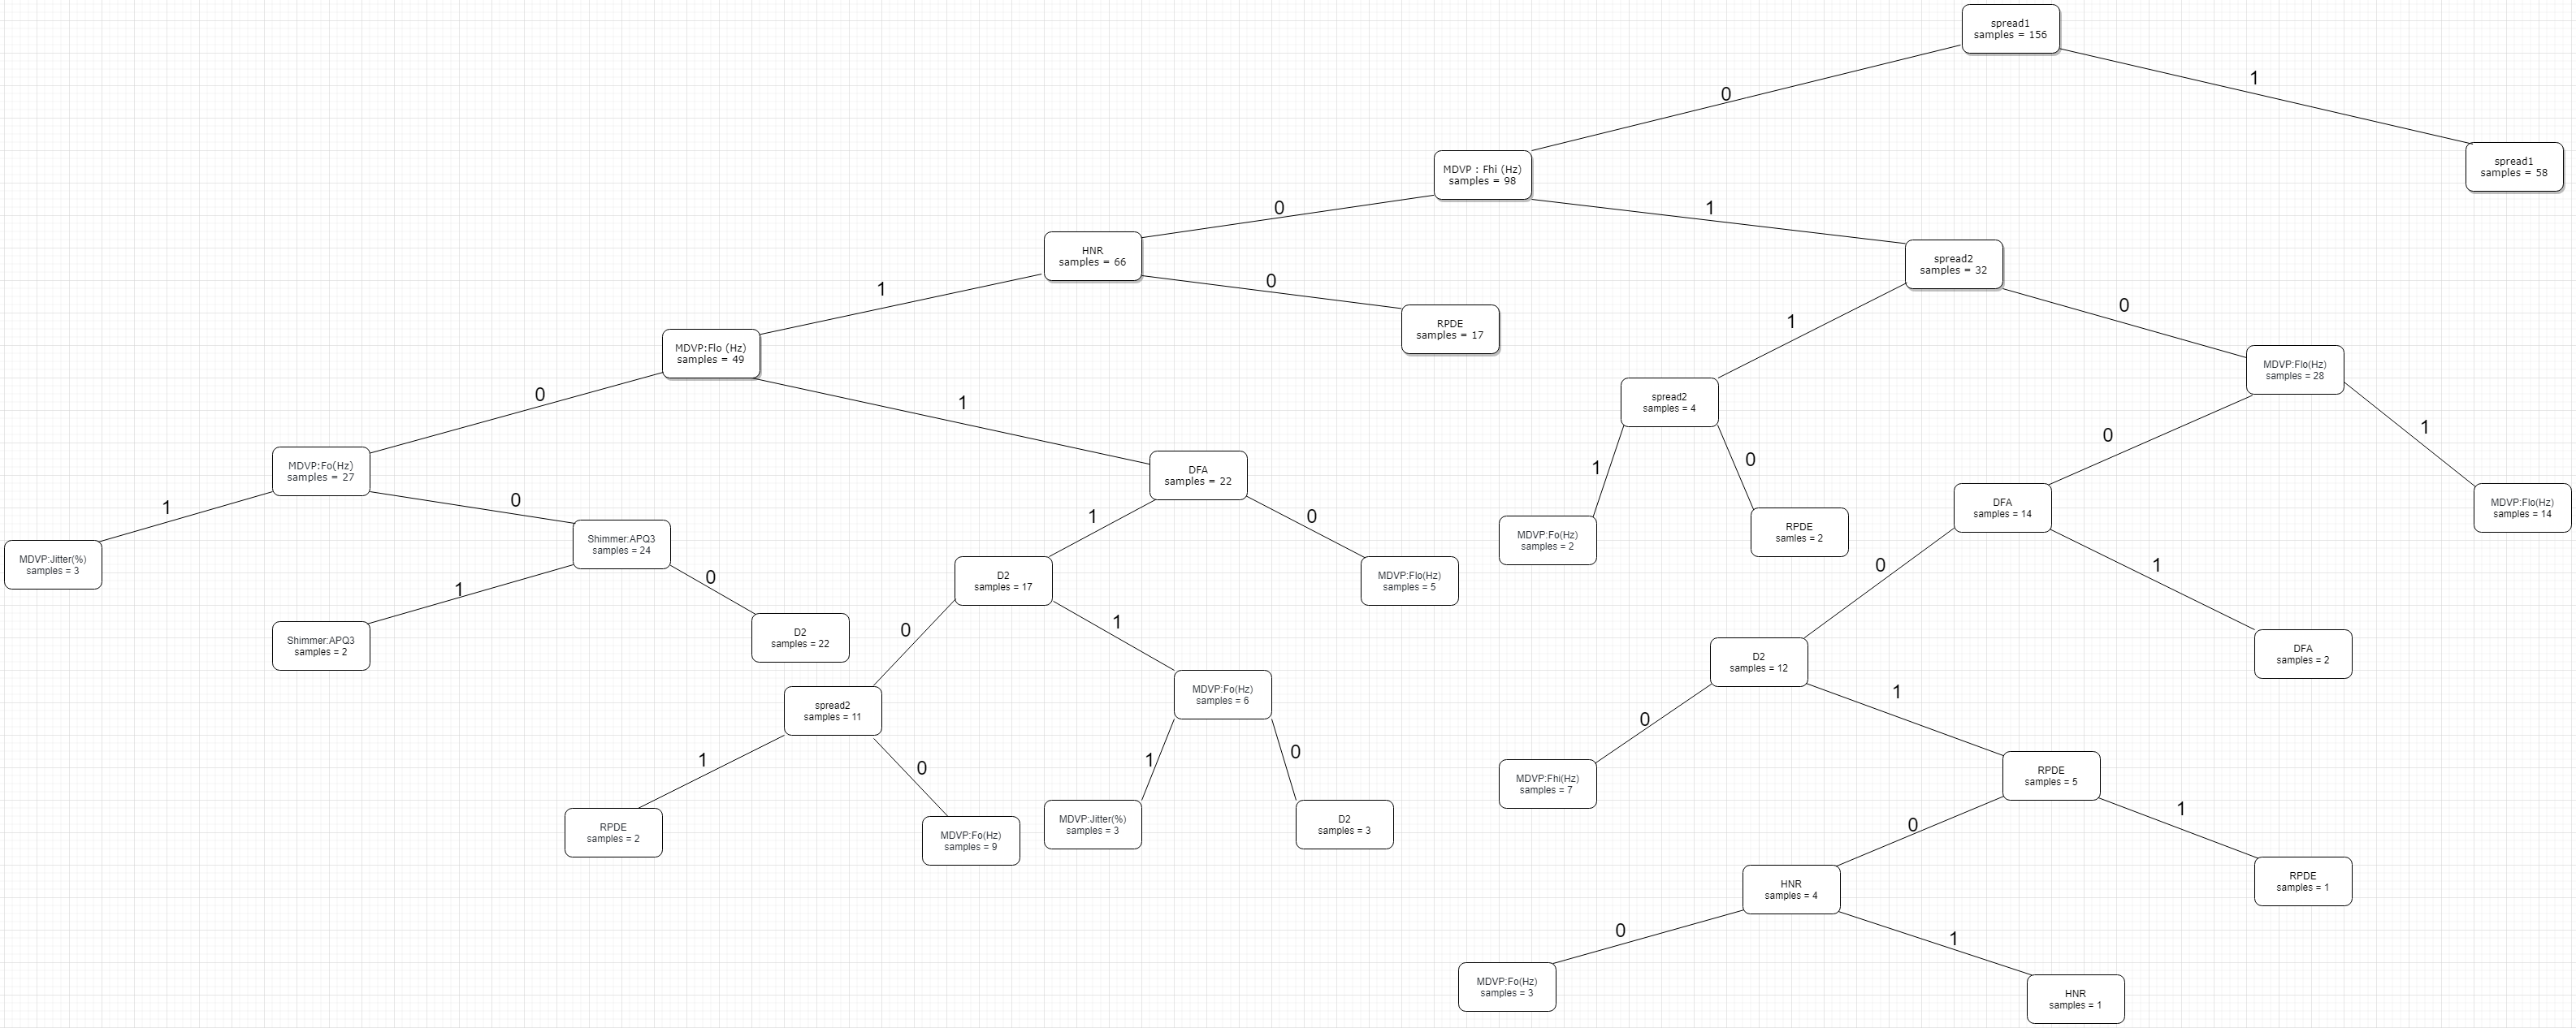 spread1
samples = 156
0
1
MDVP : Fhi (Hz)
samples = 98
spread1
samples = 58
0
1
HNR
samples = 66
spread2
samples = 32
1
0
1
0
MDVP:Flo (Hz)
samples = 49
RPDE
samples = 17
spread2
samples = 4
MDVP:Flo(Hz)
samples = 28
0
1
1
0
0
1
MDVP:Fo(Hz)
samples = 27
DFA
samples = 22
MDVP:Fo(Hz)
samples = 2
RPDE
samples = 2
DFA
samples = 14
MDVP:Flo(Hz)
samples = 14
1
0
1
0
0
1
MDVP:Jitter(%)
samples = 3
Shimmer:APQ3
samples = 24
D2
samples = 17
MDVP:Flo(Hz)
samples = 5
1
0
0
1
Shimmer:APQ3
samples = 2
D2
samples = 22
D2
samples = 12
DFA
samples = 2
spread2
samples = 11
MDVP:Fo(Hz)
samples = 6
0
1
1
0
1
0
MDVP:Fhi(Hz)
samples = 7
RPDE
samples = 5
RPDE
samples = 2
MDVP:Fo(Hz)
samples = 9
MDVP:Jitter(%)
samples = 3
D2
samples = 3
0
1
HNR
samples = 4
RPDE
samples = 1
0
1
MDVP:Fo(Hz)
samples = 3
HNR
samples = 1